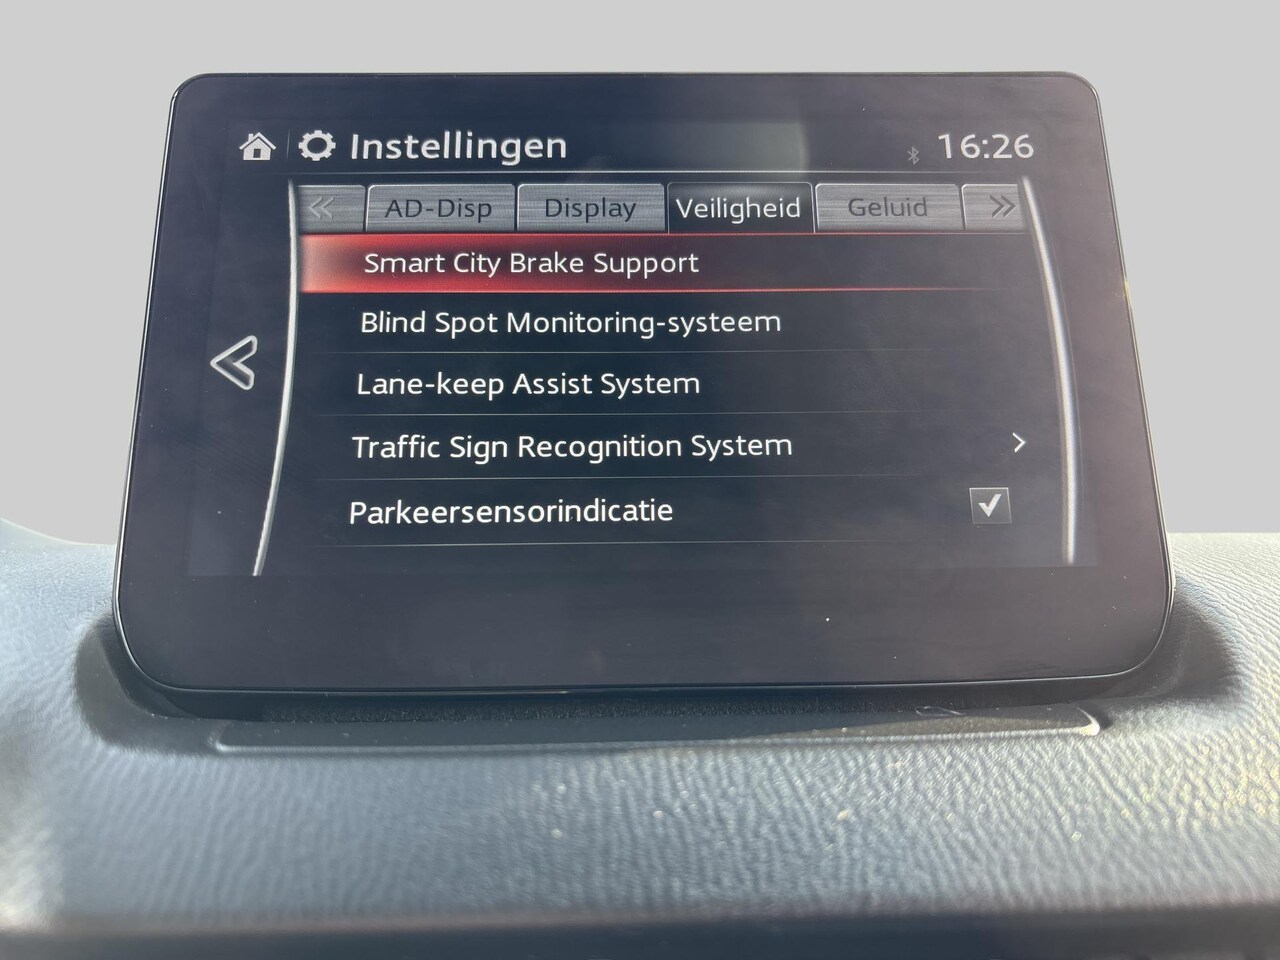 Instellingen 16:26
AD-Disp Display Veiligheid Geluid
Smart City Brake Support
Blind Spot Monitoring-systeem
Lane-keep Assist System
Traffic Sign Recognition System
Parkeersensorindicatie